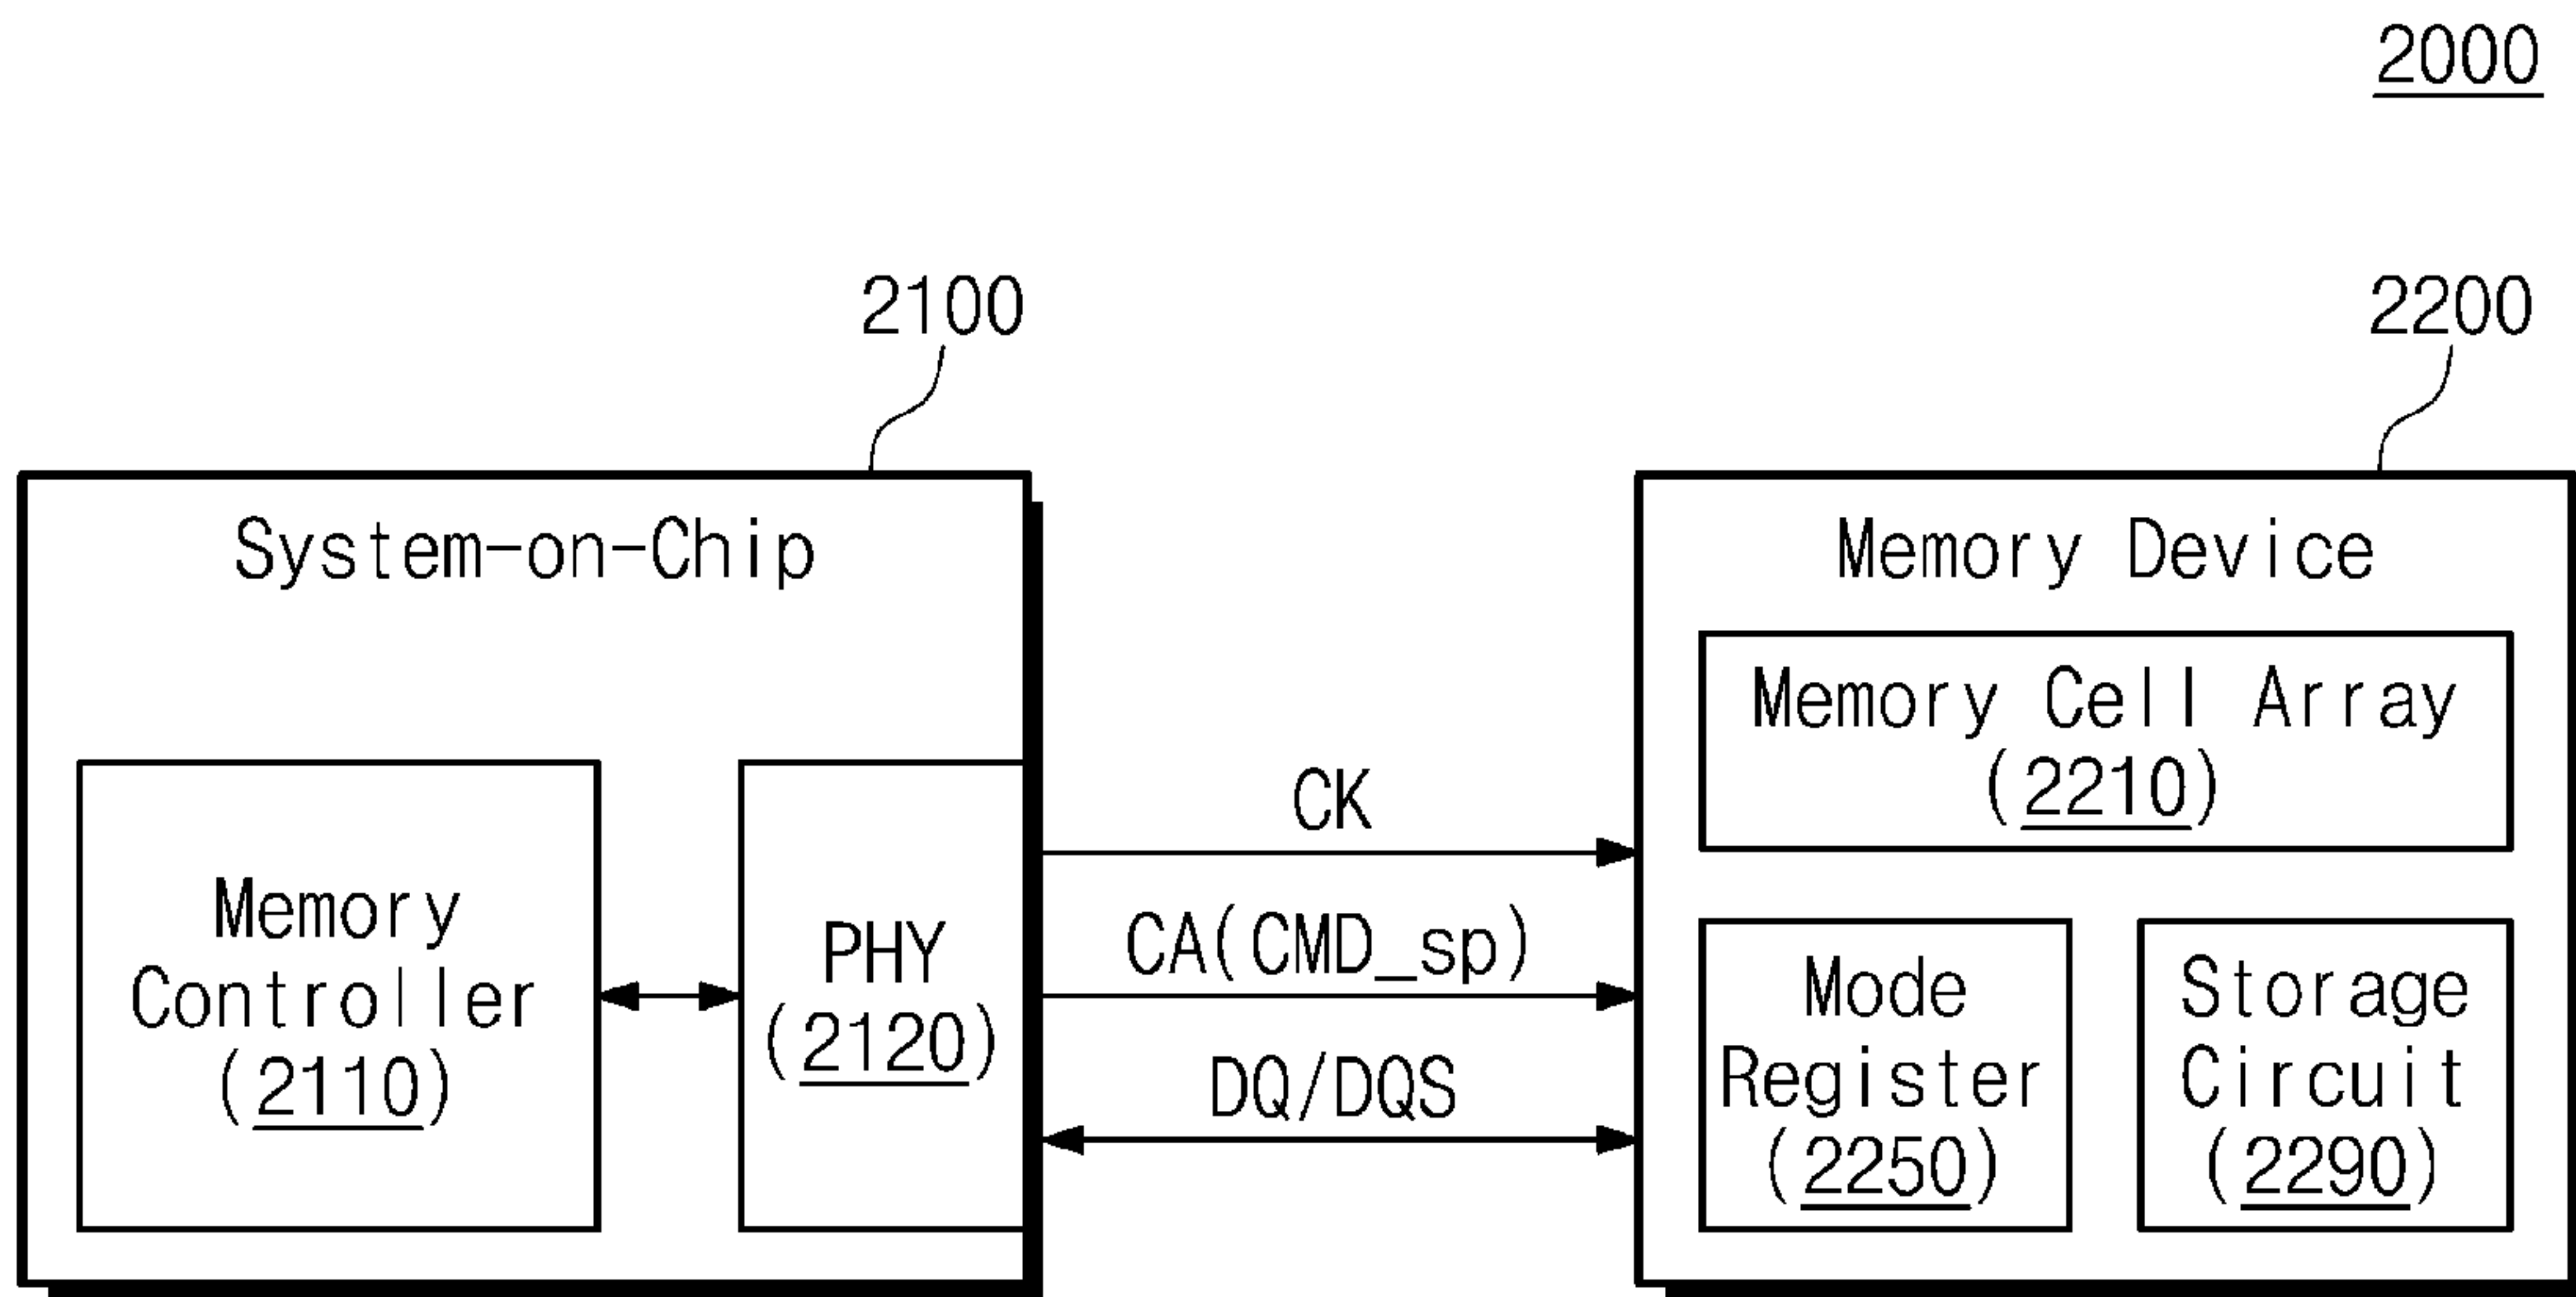 2000
2100
2200
System-on-Chip
Memory
Controller
(2110)
PHY
(2120)
CK
CA(CMD_sp)
DQ/DQS
Memory Device
Memory Cell Array
(2210)
Mode
Register
(2250)
Storage
Circuit
(2290)